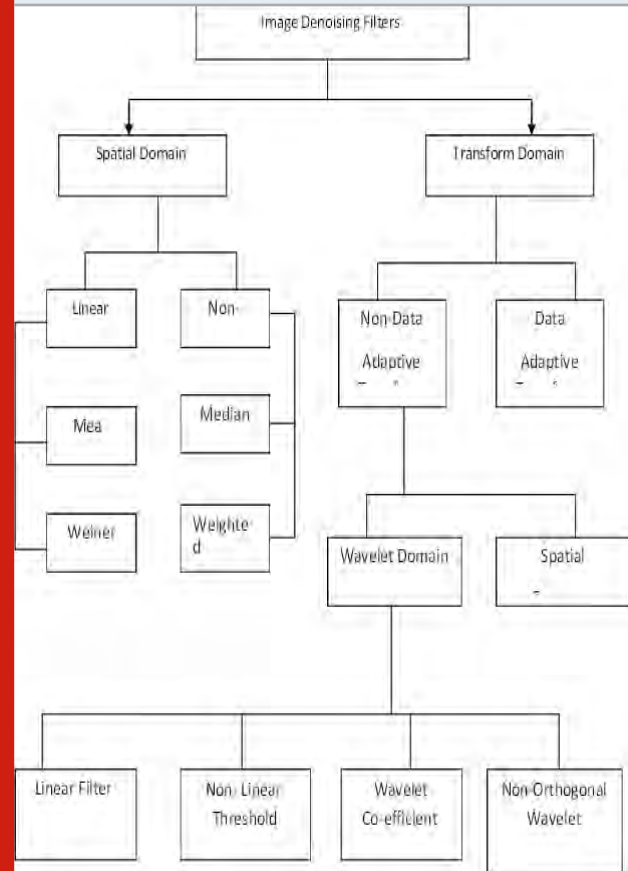 Image Denoising Filters
Spatial Domain
Transform Domain
Linear
Non-
Non-Data
Adaptive
Data
Adaptive
Mea
Median
Weiner
Weighte
d
Wavelet Domain
Spatial
Linear Filter
Non- Linear
Threshold
Wavelet
Co-efficient
Non-Orthogonal
Wavelet